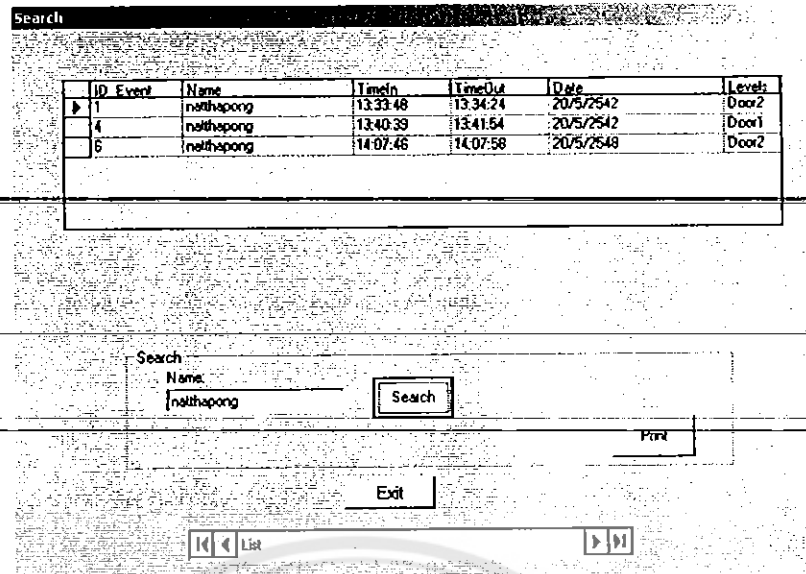 Search
ID_Event Name TimeIn TimeOut Date Levels
1 natthapong 13:33:48 13:34:24 20/5/2542 Door2
4 natthapong 13:40:39 13:41:54 20/5/2542 Door1
6 natthapong 14:07:46 14:07:58 20/5/2548 Door2
Search
Name:
natthapong
Search
Print
Exit
List